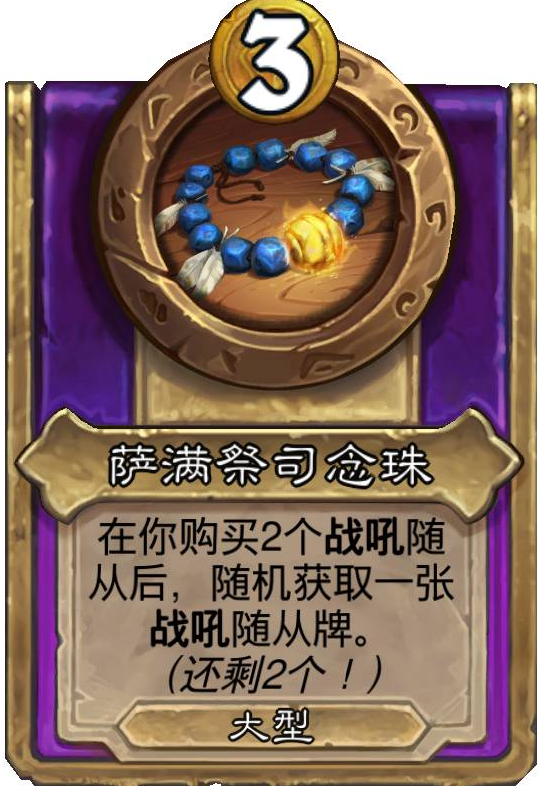 3
萨满祭司念珠
在你购买2个战吼随
从后，随机获取一张
战吼随从牌。
（还剩2个！）
大型